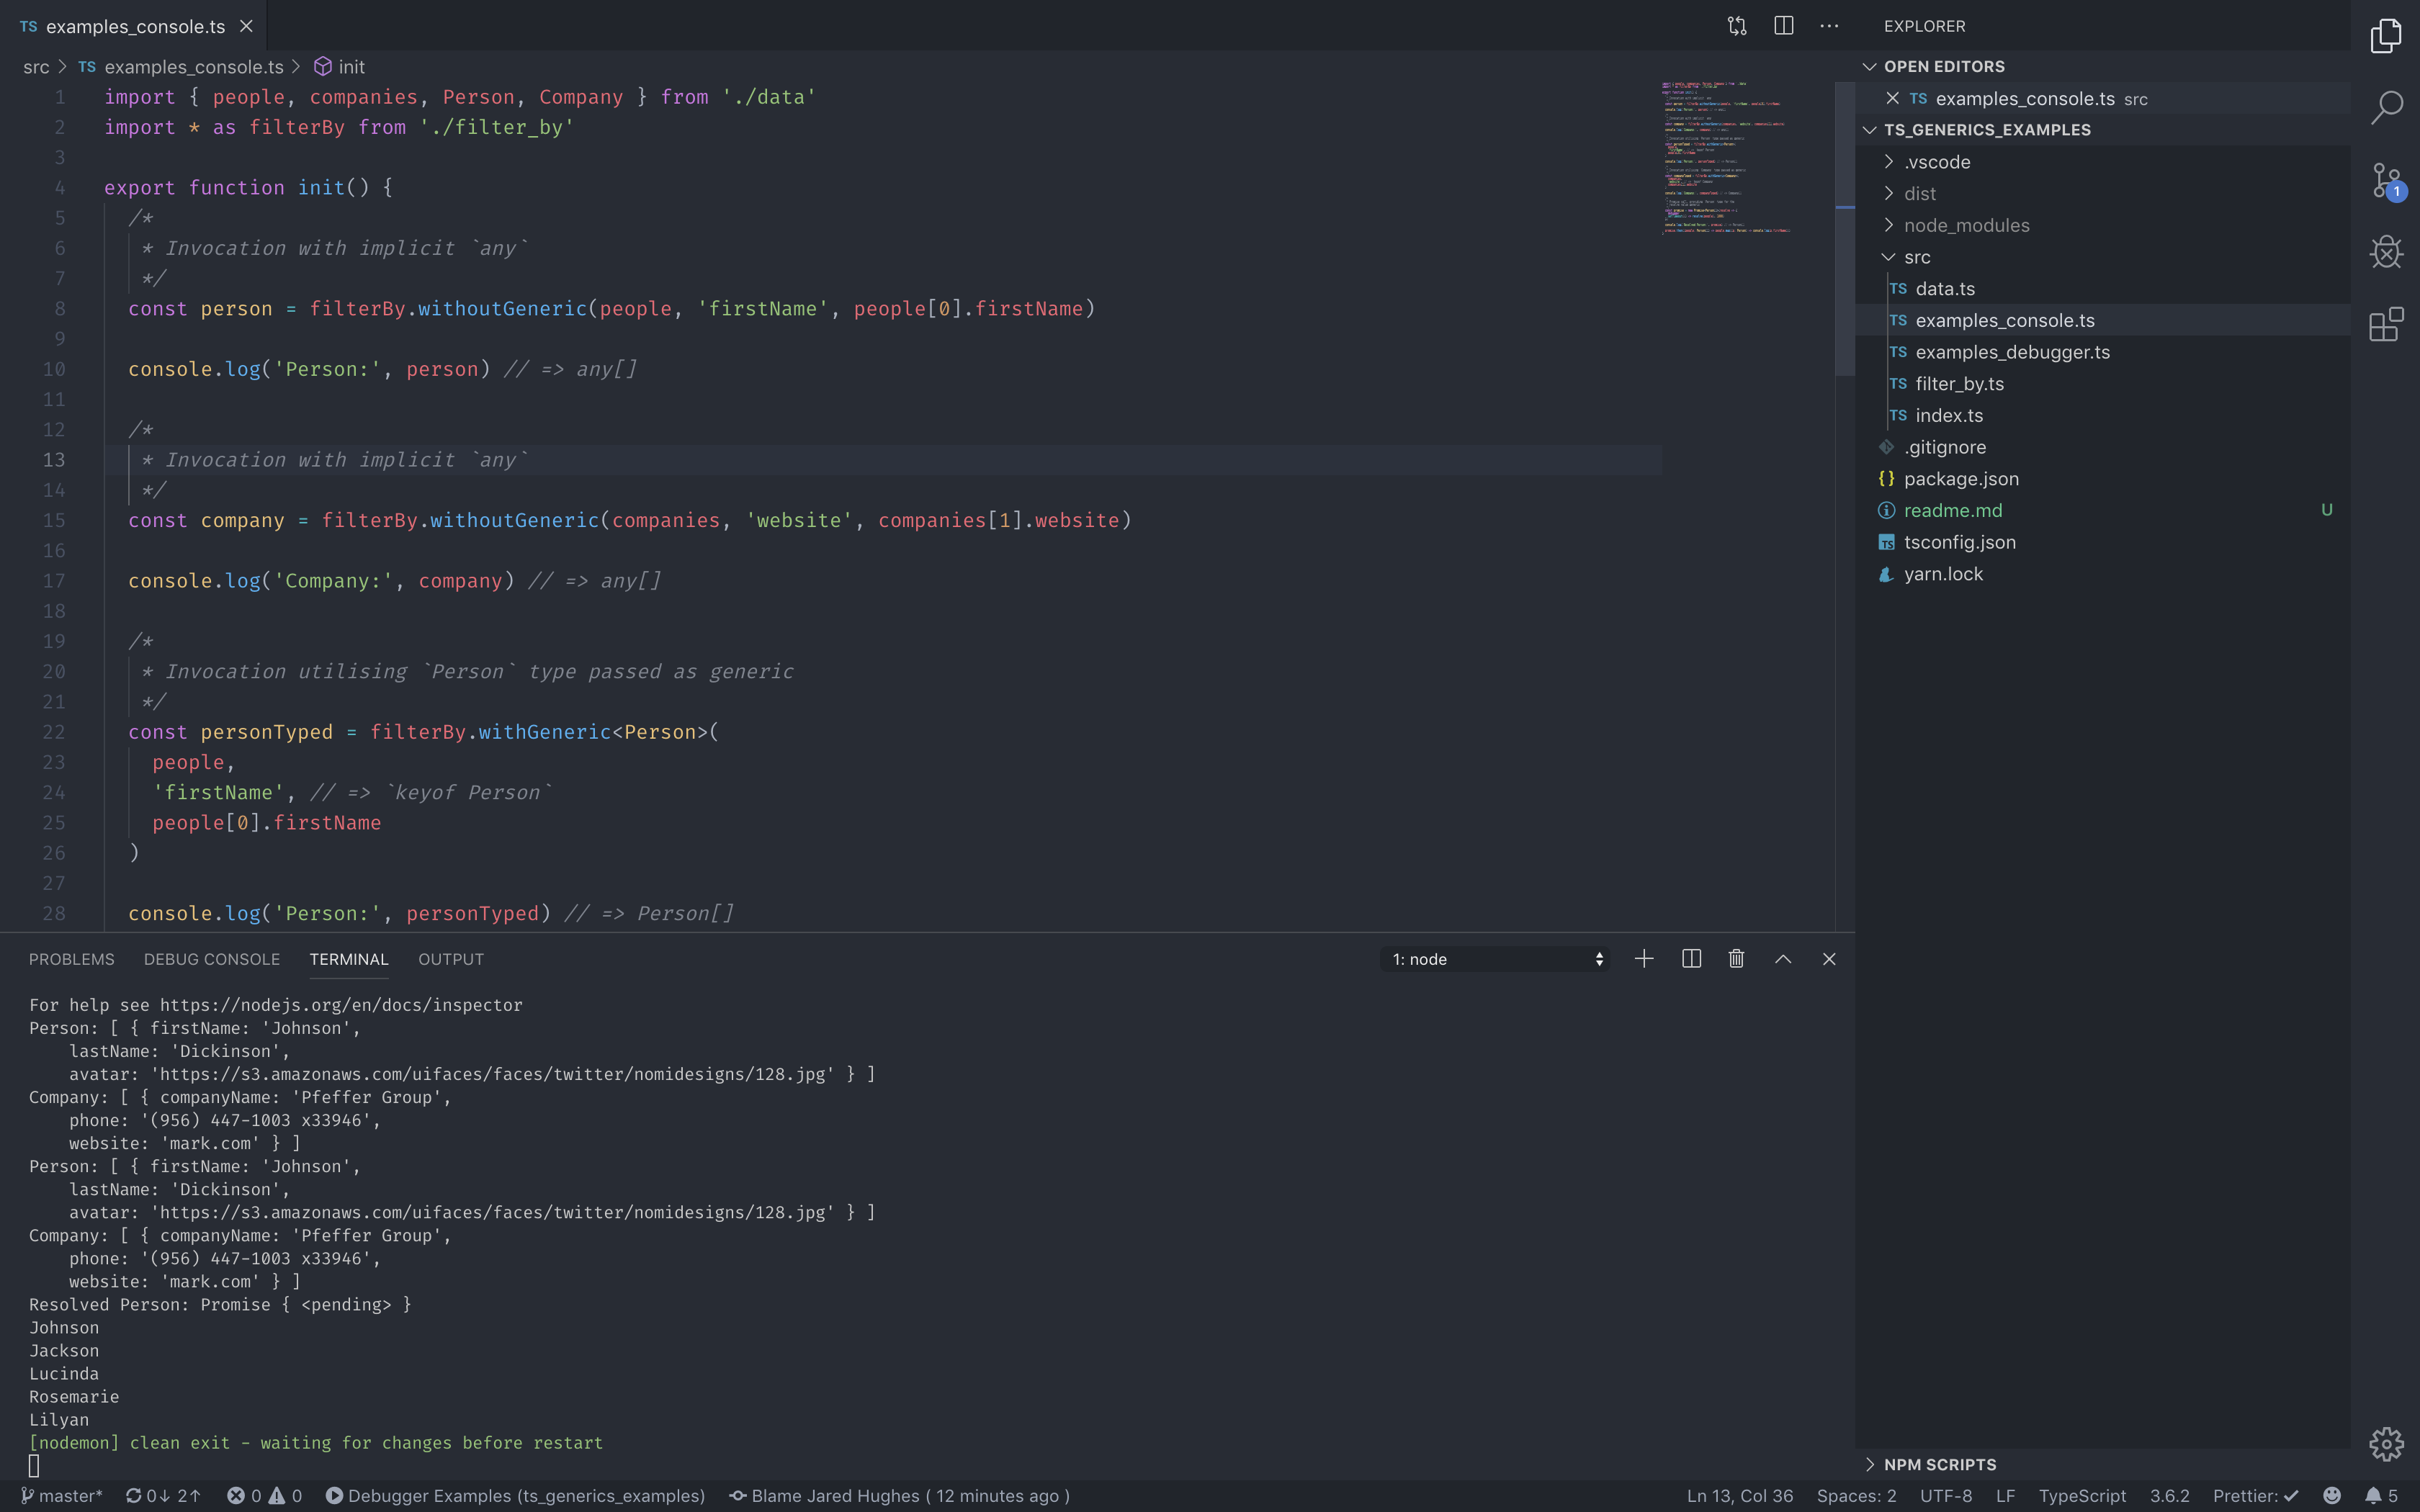 TS examples_console.ts
src > TS examples_console.ts > init
1 import { people, companies, Person, Company } from './data'
2 import * as filterBy from './filter_by'
3
4 export function init() {
5 /*
6 * Invocation with implicit `any`
7 */
8 const person = filterBy.withoutGeneric(people, 'firstName', people[0].firstName)
9
10 console.log('Person:', person) // => any[]
11
12 /*
13 * Invocation with implicit `any`
14 */
15 const company = filterBy.withoutGeneric(companies, 'website', companies[1].website)
16
17 console.log('Company:', company) // => any[]
18
19 /*
20 * Invocation utilising `Person` type passed as generic
21 */
22 const personTyped = filterBy.withGeneric<Person>(
23 people,
24 'firstName', // => `keyof Person`
25 people[0].firstName
26 )
27
28 console.log('Person:', personTyped) // => Person[]
PROBLEMS DEBUG CONSOLE TERMINAL OUTPUT 1: node
For help see https://nodejs.org/en/docs/inspector
Person: [ { firstName: 'Johnson',
lastName: 'Dickinson',
avatar: 'https://s3.amazonaws.com/uifaces/faces/twitter/nomidesigns/128.jpg' } ]
Company: [ { companyName: 'Pfeffer Group',
phone: '(956) 447-1003 x33946',
website: 'mark.com' } ]
Person: [ { firstName: 'Johnson',
lastName: 'Dickinson',
avatar: 'https://s3.amazonaws.com/uifaces/faces/twitter/nomidesigns/128.jpg' } ]
Company: [ { companyName: 'Pfeffer Group',
phone: '(956) 447-1003 x33946',
website: 'mark.com' } ]
Resolved Person: Promise { <pending> }
Johnson
Jackson
Lucinda
Rosemarie
Lilyan
[nodemon] clean exit - waiting for changes before restart
EXPLORER
OPEN EDITORS
TS examples_console.ts src
TS_GENERICS_EXAMPLES
.vscode
dist
node_modules
src
TS data.ts
TS examples_console.ts
TS examples_debugger.ts
TS filter_by.ts
TS index.ts
.gitignore
{} package.json
readme.md U
TS tsconfig.json
yarn.lock
NPM SCRIPTS
1
master* 0↓ 2↑ 0 0 Debugger Examples (ts_generics_examples) Blame Jared Hughes ( 12 minutes ago ) Ln 13, Col 36 Spaces: 2 UTF-8 LF TypeScript 3.6.2 Prettier: ✓ 5